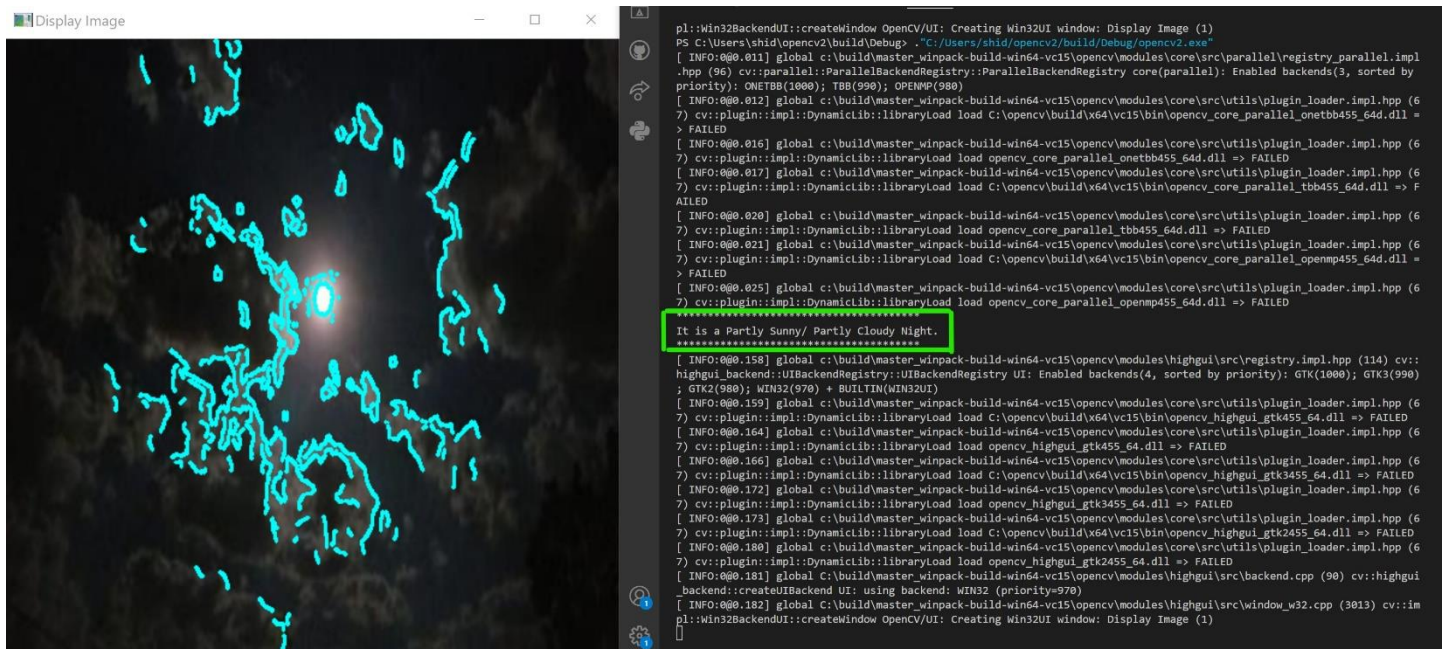 Display Image
pl::Win32BackendUI::createWindow OpenCV/UI: Creating Win32UI window: Display Image (1)
PS C:\Users\shid\opencv2\build\Debug> ."C:/Users/shid/opencv2/build/Debug/opencv2.exe"
[ INFO:0@0.011] global c:\build\master_winpack-build-win64-vc15\opencv\modules\core\src\parallel\registry_parallel.impl
.hpp (96) cv::parallel::ParallelBackendRegistry::ParallelBackendRegistry core(parallel): Enabled backends(3, sorted by
priority): ONETBB(1000); TBB(990); OPENMP(980)
[ INFO:0@0.012] global c:\build\master_winpack-build-win64-vc15\opencv\modules\core\src\utils\plugin_loader.impl.hpp (6
7) cv::plugin::impl::DynamicLib::libraryLoad load C:\opencv\build\x64\vc15\bin\opencv_core_parallel_onetbb455_64d.dll =
> FAILED
[ INFO:0@0.016] global c:\build\master_winpack-build-win64-vc15\opencv\modules\core\src\utils\plugin_loader.impl.hpp (6
7) cv::plugin::impl::DynamicLib::libraryLoad load opencv_core_parallel_onetbb455_64d.dll => FAILED
[ INFO:0@0.017] global c:\build\master_winpack-build-win64-vc15\opencv\modules\core\src\utils\plugin_loader.impl.hpp (6
7) cv::plugin::impl::DynamicLib::libraryLoad load C:\opencv\build\x64\vc15\bin\opencv_core_parallel_tbb455_64d.dll => F
AILED
[ INFO:0@0.020] global c:\build\master_winpack-build-win64-vc15\opencv\modules\core\src\utils\plugin_loader.impl.hpp (6
7) cv::plugin::impl::DynamicLib::libraryLoad load opencv_core_parallel_tbb455_64d.dll => FAILED
[ INFO:0@0.021] global c:\build\master_winpack-build-win64-vc15\opencv\modules\core\src\utils\plugin_loader.impl.hpp (6
7) cv::plugin::impl::DynamicLib::libraryLoad load C:\opencv\build\x64\vc15\bin\opencv_core_parallel_openmp455_64d.dll =
> FAILED
[ INFO:0@0.025] global c:\build\master_winpack-build-win64-vc15\opencv\modules\core\src\utils\plugin_loader.impl.hpp (6
7) cv::plugin::impl::DynamicLib::libraryLoad load opencv_core_parallel_openmp455_64d.dll => FAILED
***************************************
It is a Partly Sunny/ Partly Cloudy Night.
***************************************
[ INFO:0@0.158] global c:\build\master_winpack-build-win64-vc15\opencv\modules\highgui\src\registry.impl.hpp (114) cv::
highgui_backend::UIBackendRegistry::UIBackendRegistry UI: Enabled backends(4, sorted by priority): GTK(1000); GTK3(990)
; GTK2(980); WIN32(970) + BUILTIN(WIN32UI)
[ INFO:0@0.159] global c:\build\master_winpack-build-win64-vc15\opencv\modules\core\src\utils\plugin_loader.impl.hpp (6
7) cv::plugin::impl::DynamicLib::libraryLoad load C:\opencv\build\x64\vc15\bin\opencv_highgui_gtk455_64.dll => FAILED
[ INFO:0@0.164] global c:\build\master_winpack-build-win64-vc15\opencv\modules\core\src\utils\plugin_loader.impl.hpp (6
7) cv::plugin::impl::DynamicLib::libraryLoad load opencv_highgui_gtk455_64.dll => FAILED
[ INFO:0@0.166] global c:\build\master_winpack-build-win64-vc15\opencv\modules\core\src\utils\plugin_loader.impl.hpp (6
7) cv::plugin::impl::DynamicLib::libraryLoad load C:\opencv\build\x64\vc15\bin\opencv_highgui_gtk3455_64.dll => FAILED
[ INFO:0@0.172] global c:\build\master_winpack-build-win64-vc15\opencv\modules\core\src\utils\plugin_loader.impl.hpp (6
7) cv::plugin::impl::DynamicLib::libraryLoad load opencv_highgui_gtk3455_64.dll => FAILED
[ INFO:0@0.173] global c:\build\master_winpack-build-win64-vc15\opencv\modules\core\src\utils\plugin_loader.impl.hpp (6
7) cv::plugin::impl::DynamicLib::libraryLoad load C:\opencv\build\x64\vc15\bin\opencv_highgui_gtk2455_64.dll => FAILED
[ INFO:0@0.180] global c:\build\master_winpack-build-win64-vc15\opencv\modules\core\src\utils\plugin_loader.impl.hpp (6
7) cv::plugin::impl::DynamicLib::libraryLoad load opencv_highgui_gtk2455_64.dll => FAILED
[ INFO:0@0.181] global C:\build\master_winpack-build-win64-vc15\opencv\modules\highgui\src\backend.cpp (90) cv::highgui
_backend::createUIBackend UI: using backend: WIN32 (priority=970)
[ INFO:0@0.182] global C:\build\master_winpack-build-win64-vc15\opencv\modules\highgui\src\window_w32.cpp (3013) cv::im
pl::Win32BackendUI::createWindow OpenCV/UI: Creating Win32UI window: Display Image (1)
1
1